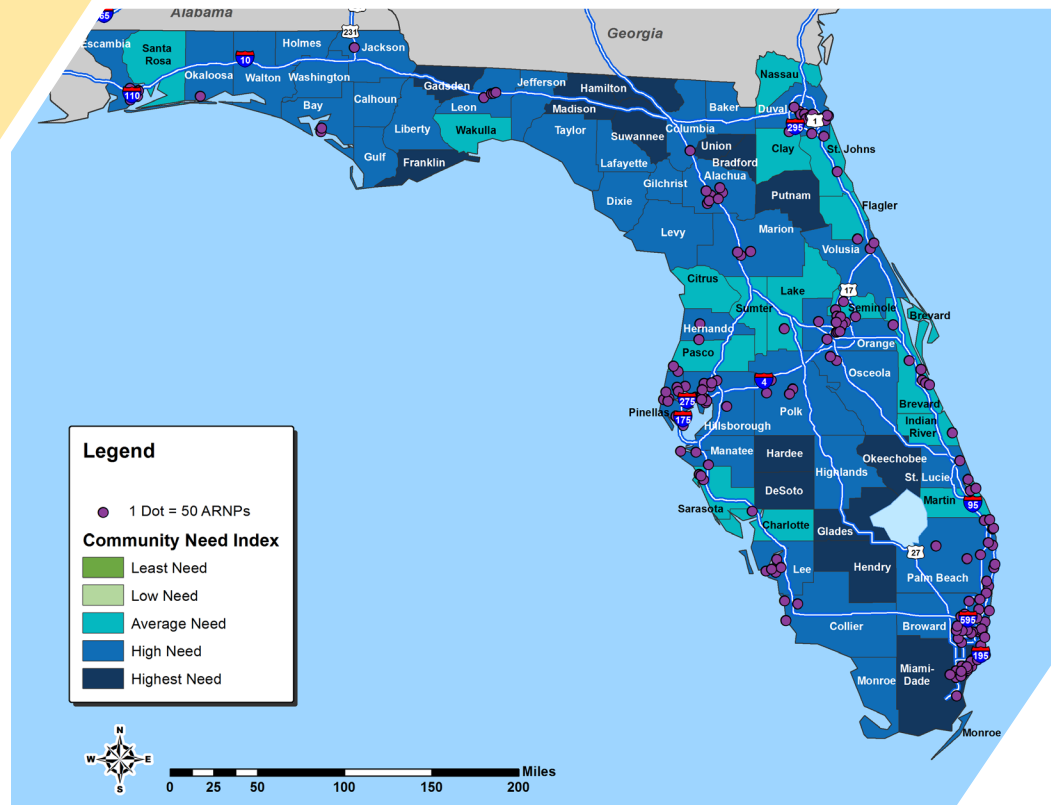 Alabama
Georgia
65
231
Escambia
Santa
Rosa
Okaloosa
10
Walton
Holmes
Washington
Jackson
110
Bay
Calhoun
Gulf
Liberty
Franklin
Gadsden
Leon
Wakulla
Jefferson
Madison
Hamilton
Taylor
Suwannee
Lafayette
Columbia
Baker
Nassau
Duval
295
1
Union
Bradford
Clay
St. Johns
Alachua
Gilchrist
Dixie
Putnam
Flagler
Levy
Marion
Volusia
Citrus
Sumter
Lake
17
Seminole
Brevard
Hernando
Orange
Pasco
Osceola
4
275
Pinellas
175
Polk
Brevard
Hillsborough
Indian
River
Manatee
Hardee
Okeechobee
Highlands
St. Lucie
DeSoto
Martin
95
Sarasota
Charlotte
Glades
27
Lee
Hendry
Palm Beach
595
Collier
Broward
195
Miami-
Dade
Monroe
Monroe
Legend
1 Dot = 50 ARNPs
Community Need Index
Least Need
Low Need
Average Need
High Need
Highest Need
N
W
E
S
Miles
0
25
50
100
150
200